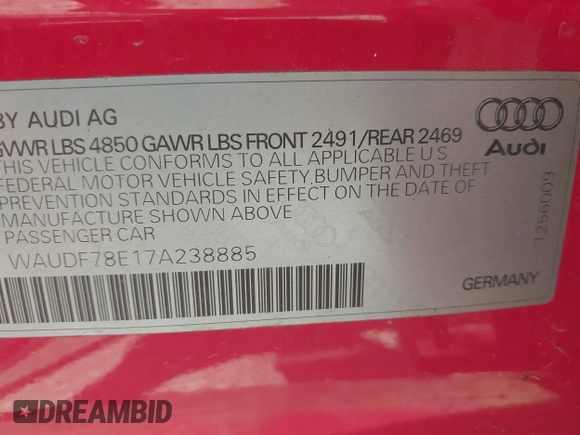 BY AUDI AG
GVWR LBS 4850 GAWR LBS FRONT 2491/REAR 2469
THIS VEHICLE CONFORMS TO ALL APPLICABLE U S
FEDERAL MOTOR VEHICLE SAFETY,BUMPER AND THEFT
PREVENTION STANDARDS IN EFFECT ON THE DATE OF
MANUFACTURE SHOWN ABOVE
PASSENGER CAR
WAUDF78E17A238885
Audi
1256009
GERMANY
DREAMBID